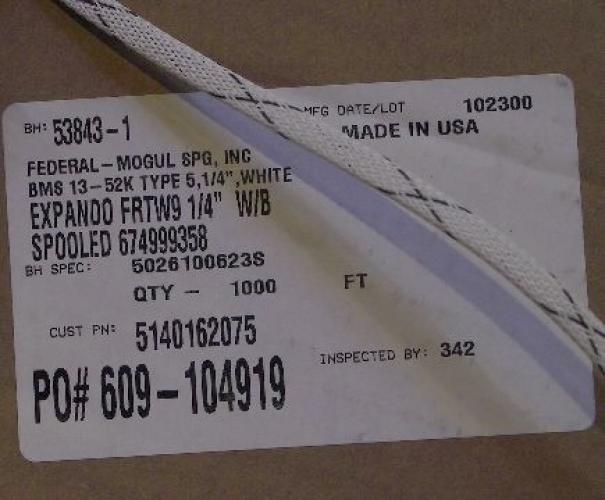 MFG DATE/LOT 102300
BH: 53843-1 MADE IN USA
FEDERAL-MOGUL SPG, INC
BMS 13-52K TYPE 5,1/4",WHITE
EXPANDO FRTW9 1/4" W/B
SPOOLED 674999358
BH SPEC: 5026100623S
QTY - 1000 FT
CUST PN: 5140162075
INSPECTED BY: 342
PO# 609-104919